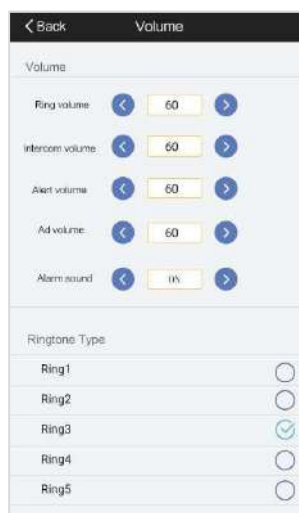 Back Volume
Volume
Ring volume 60
Intercom volume 60
Alert volume 60
Ad volume 60
Alarm sound ON
Ringtone Type
Ring1
Ring2
Ring3
Ring4
Ring5